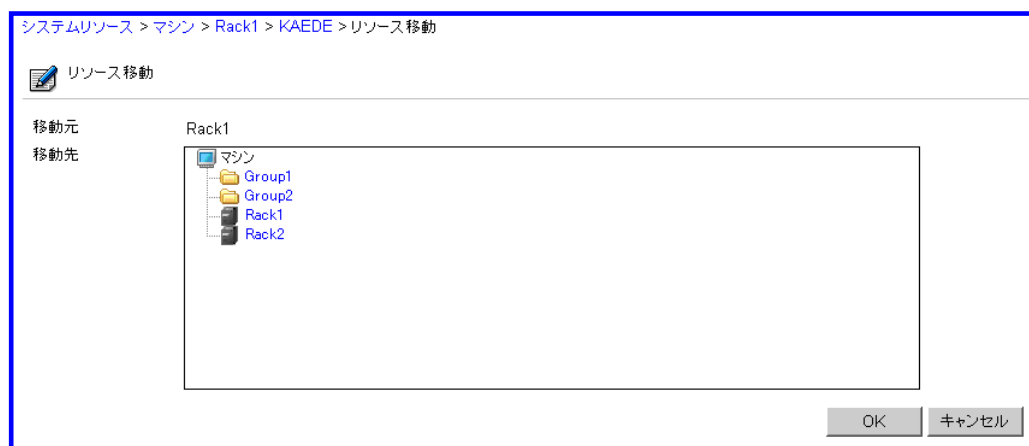 システムリソース > マシン > Rack1 > KAEDE >リソース移動
リソース移動
移動元 Rack1
移動先
マシン
Group1
Group2
Rack1
Rack2
OK キャンセル